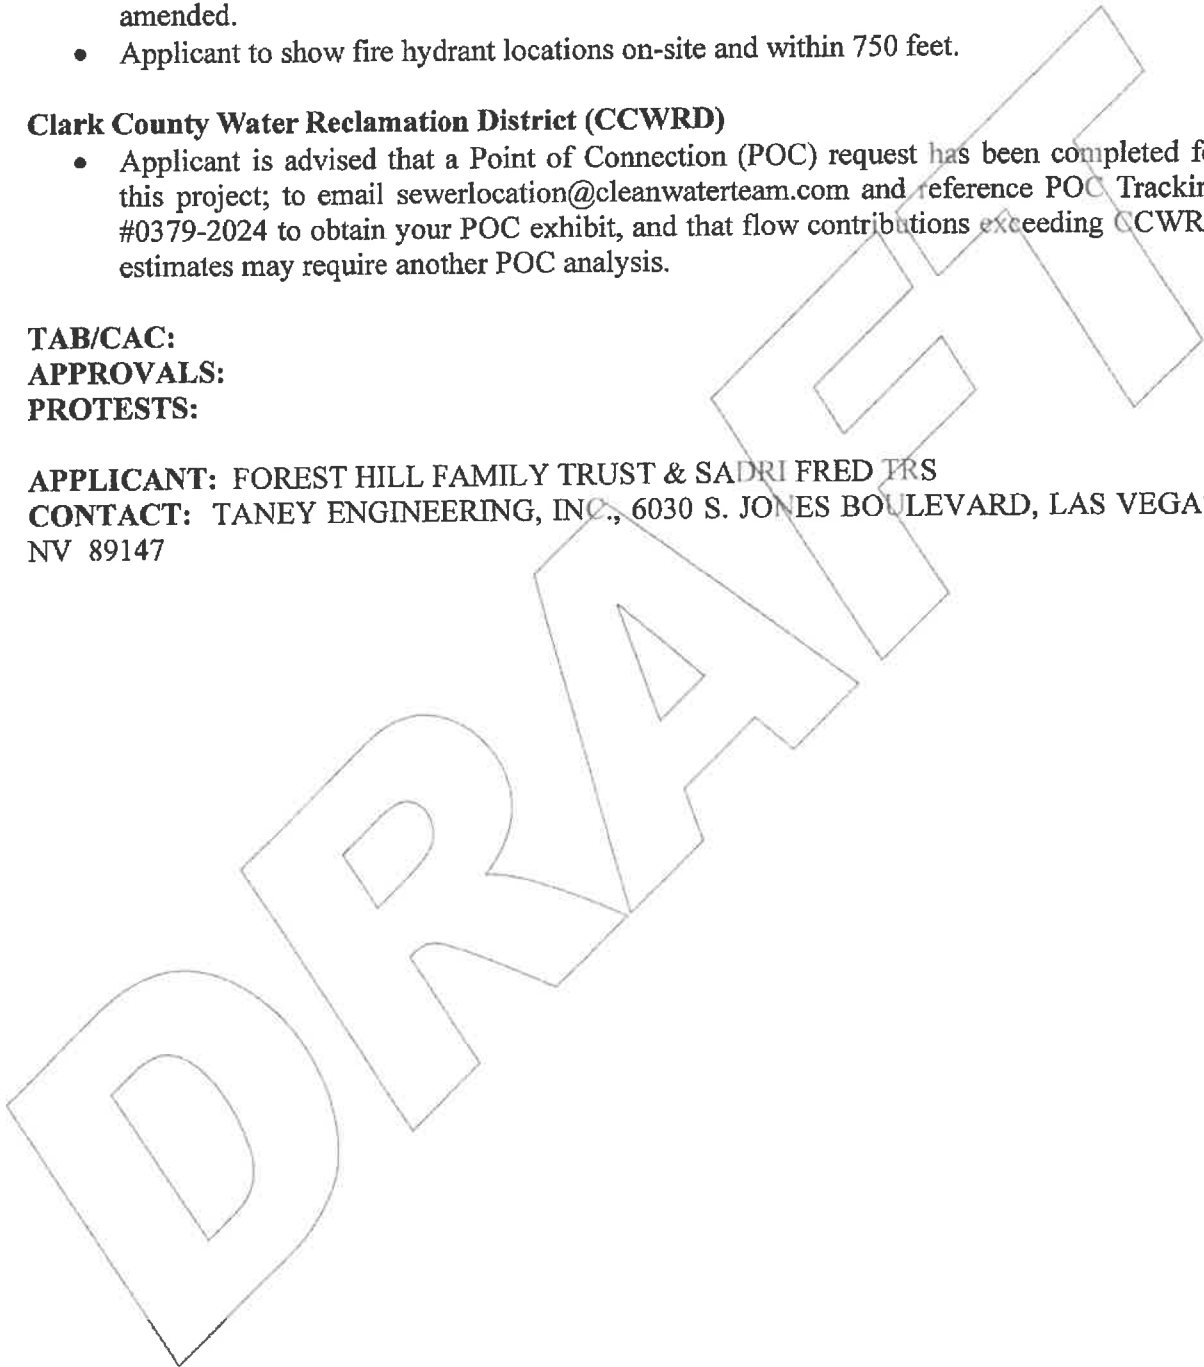 amended.
• Applicant to show fire hydrant locations on-site and within 750 feet.
Clark County Water Reclamation District (CCWRD)
• Applicant is advised that a Point of Connection (POC) request has been completed f
this project; to email sewerlocation@cleanwaterteam.com and reference POC Trackin
#0379-2024 to obtain your POC exhibit, and that flow contributions exceeding CCWR
estimates may require another POC analysis.
TAB/CAC:
APPROVALS:
PROTESTS:
APPLICANT: FOREST HILL FAMILY TRUST & SADRI FRED TRS
CONTACT: TANEY ENGINEERING, INC., 6030 S. JONES BOULEVARD, LAS VEGA
NV 89147
DRAFT